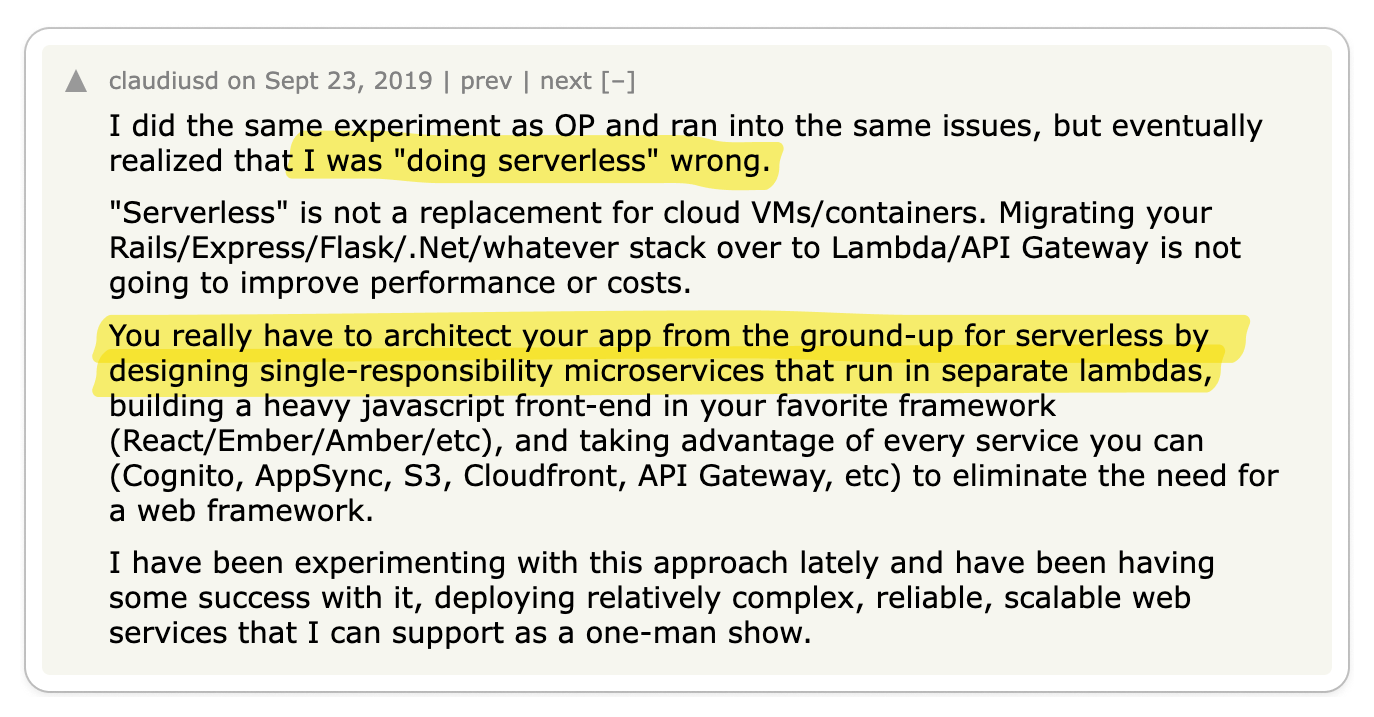 ▲ claudiusd on Sept 23, 2019 | prev | next [–]
I did the same experiment as OP and ran into the same issues, but eventually
realized that I was "doing serverless" wrong.
"Serverless" is not a replacement for cloud VMs/containers. Migrating your
Rails/Express/Flask/.Net/whatever stack over to Lambda/API Gateway is not
going to improve performance or costs.
You really have to architect your app from the ground-up for serverless by
designing single-responsibility microservices that run in separate lambdas,
building a heavy javascript front-end in your favorite framework
(React/Ember/Amber/etc), and taking advantage of every service you can
(Cognito, AppSync, S3, Cloudfront, API Gateway, etc) to eliminate the need for
a web framework.
I have been experimenting with this approach lately and have been having
some success with it, deploying relatively complex, reliable, scalable web
services that I can support as a one-man show.